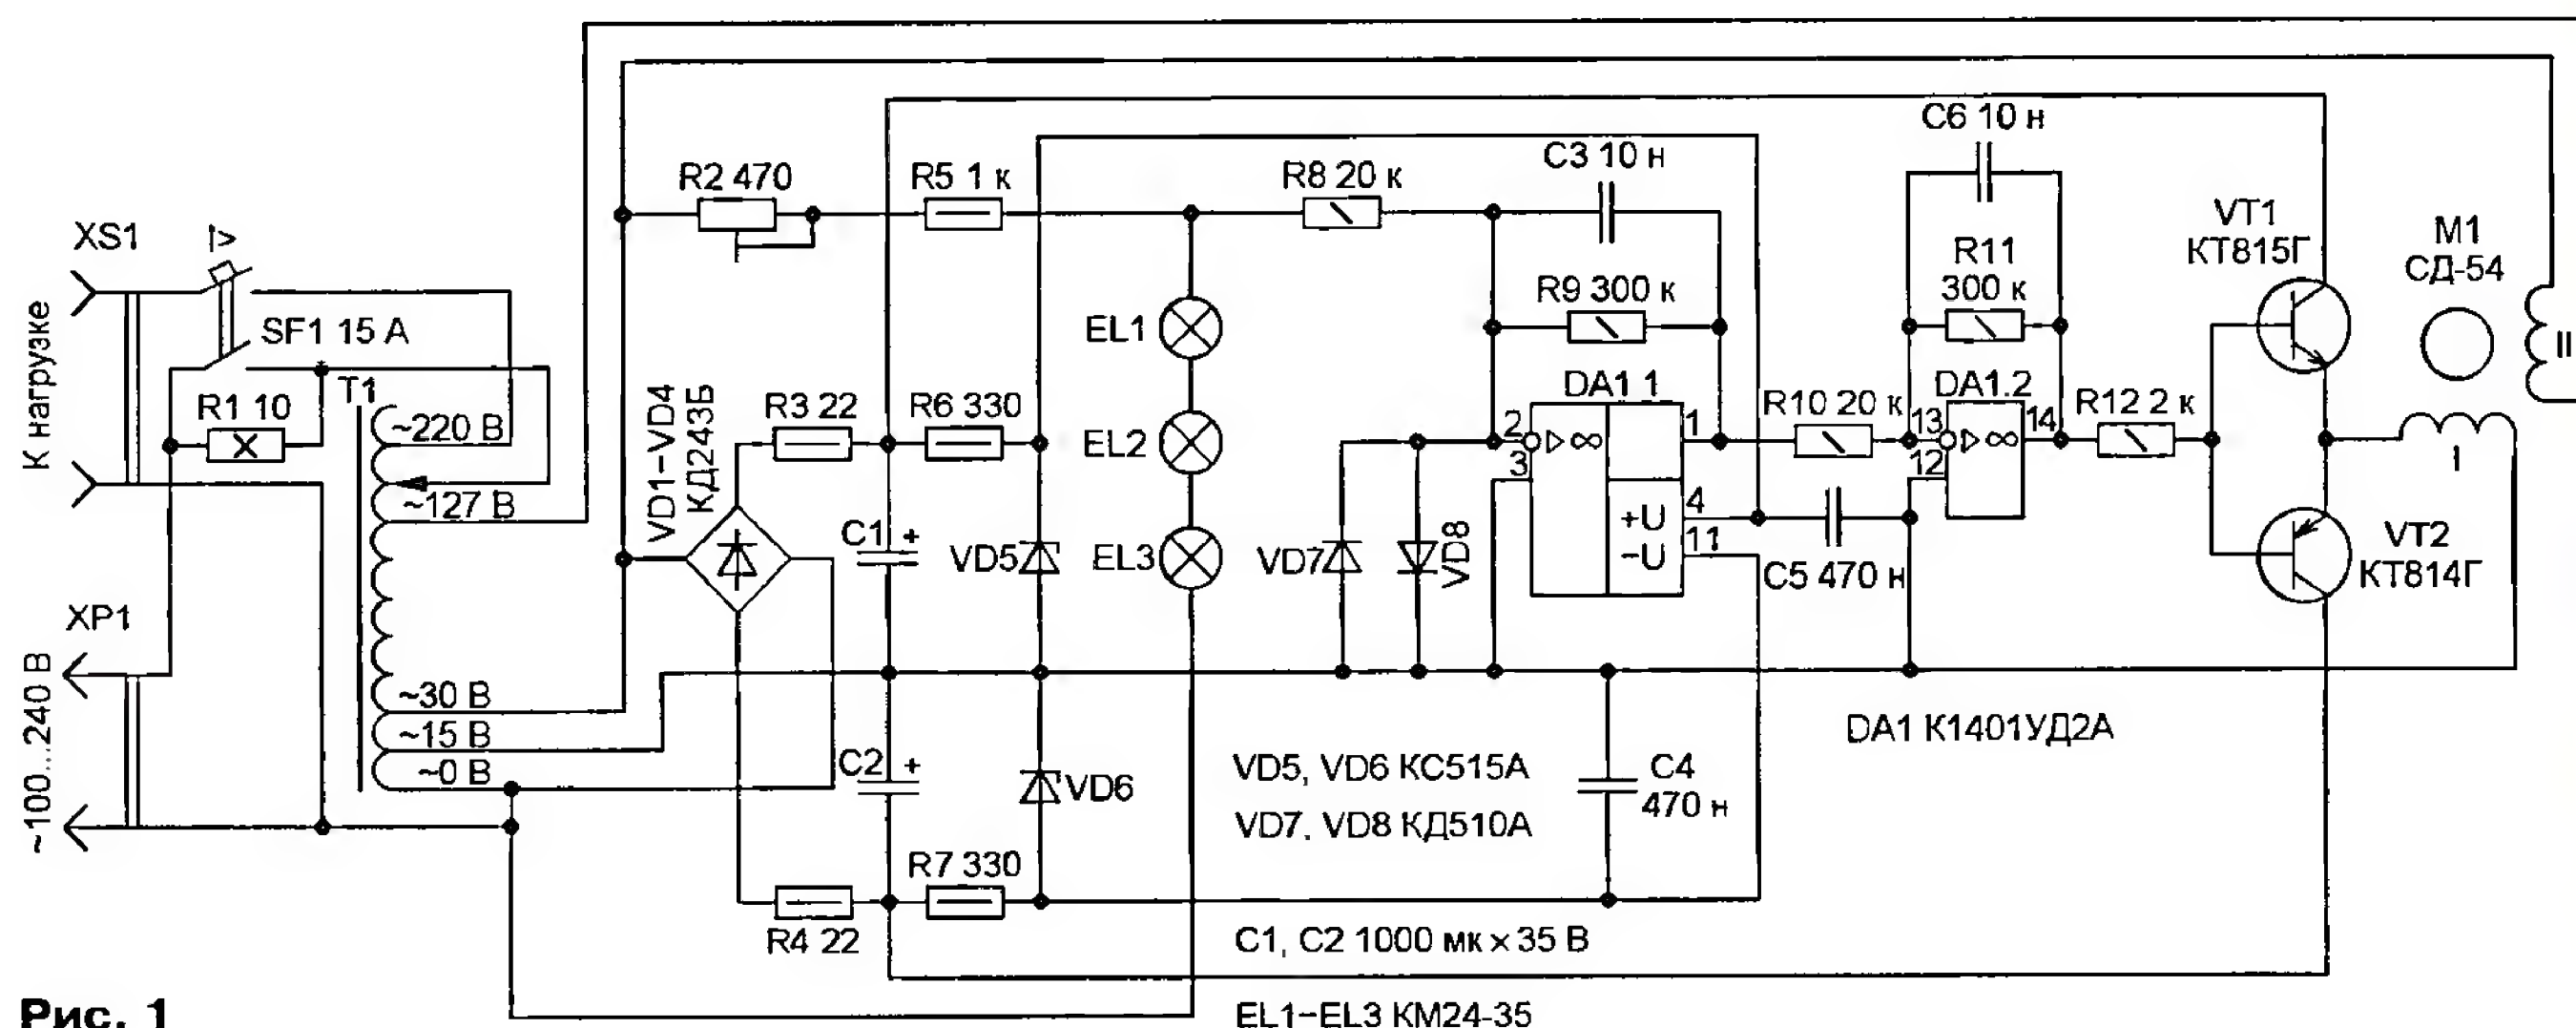 C6 10 н
R2 470
R5 1 к
R8 20 к
C3 10 н
XS1
I>
VT1
КТ815Г
М1
СД-54
R11
300 к
R9 300 к
SF1 15 А
EL1
II
К нагрузке
T1
VD1–VD4
КД243Б
DA1 1
DA1.2
R1 10
R3 22
R6 330
R10 20 к
R12 2 к
~220 В
EL2
2
▷ ∞
1
13
▷ ∞
14
3
12
I
~127 В
4
+U
11
–U
C1 +
VD5
EL3
VD7
VD8
C5 470 н
VT2
КТ814Г
XP1
~100...240 В
~30 В
~15 В
~0 В
DA1 К1401УД2А
C2 +
VD6
VD5, VD6 КС515А
C4
470 н
VD7, VD8 КД510А
R7 330
R4 22
C1, C2 1000 мк × 35 В
Рис. 1
EL1–EL3 КМ24-35